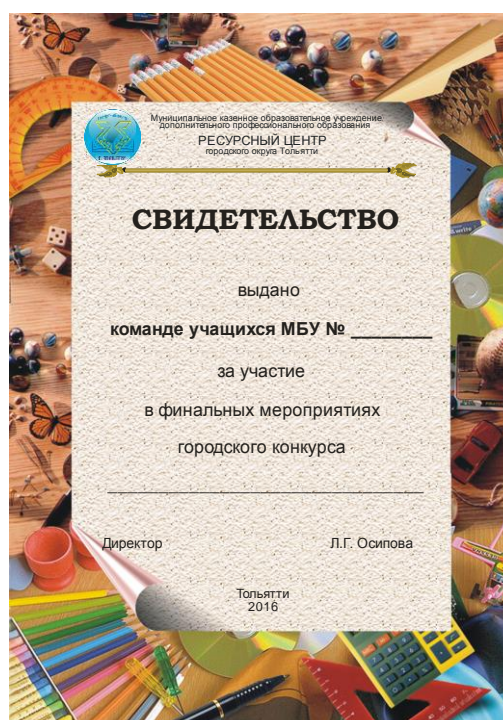 Муниципальное казенное образовательное учреждение
дополнительного профессионального образования
РЕСУРСНЫЙ ЦЕНТР
городского округа Тольятти
СВИДЕТЕЛЬСТВО
выдано
команде учащихся МБУ № ________
за участие
в финальных мероприятиях
городского конкурса
Директор Л.Г. Осипова
Тольятти
2016